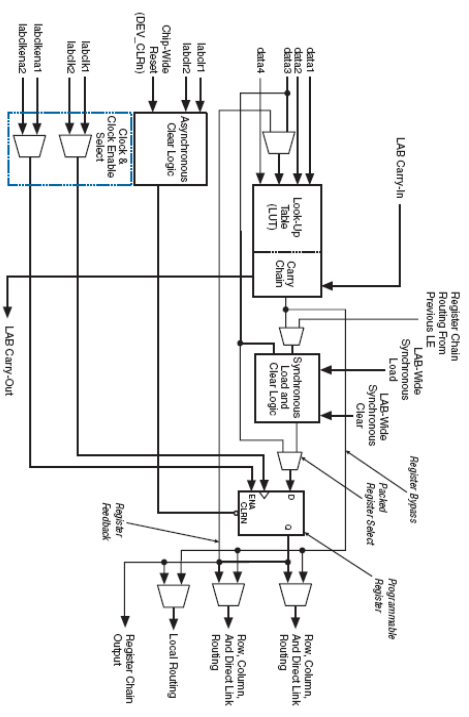 LAB Carry-In
Register Chain
Routing From
Previous LE
LAB-Wide
Synchronous
Load
LAB-Wide
Synchronous
Clear
Register Bypass
Packed
Register Select
Programmable
Register
data1
data2
data3
data4
Look-Up
Table
(LUT)
Carry
Chain
Synchronous
Load and
Clear Logic
D
Q
ENA
CLRN
Row, Column,
And Direct Link
Routing
Row, Column,
And Direct Link
Routing
Local Routing
Register Chain
Output
Register
Feedback
labclr1
labclr2
Chip-Wide
Reset
(DEV_CLRn)
Asynchronous
Clear Logic
Clock &
Clock Enable
Select
labclk1
labclk2
labclkena1
labclkena2
LAB Carry-Out